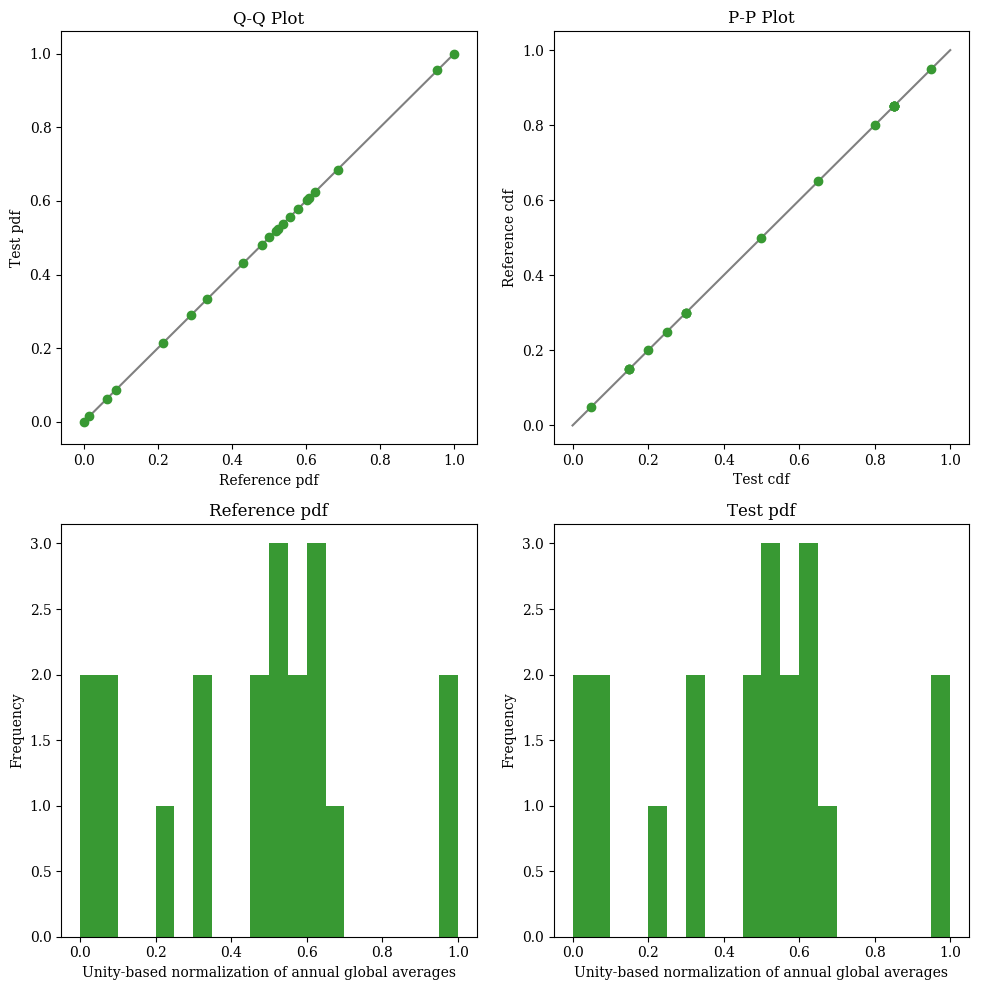 Q-Q Plot
Test pdf
1.0
0.8
0.6
0.4
0.2
0.0
0.0 0.2 0.4 0.6 0.8 1.0
Reference pdf
P-P Plot
Reference cdf
1.0
0.8
0.6
0.4
0.2
0.0
0.0 0.2 0.4 0.6 0.8 1.0
Test cdf
Reference pdf
Frequency
3.0
2.5
2.0
1.5
1.0
0.5
0.0
0.0 0.2 0.4 0.6 0.8 1.0
Unity-based normalization of annual global averages
Test pdf
Frequency
3.0
2.5
2.0
1.5
1.0
0.5
0.0
0.0 0.2 0.4 0.6 0.8 1.0
Unity-based normalization of annual global averages